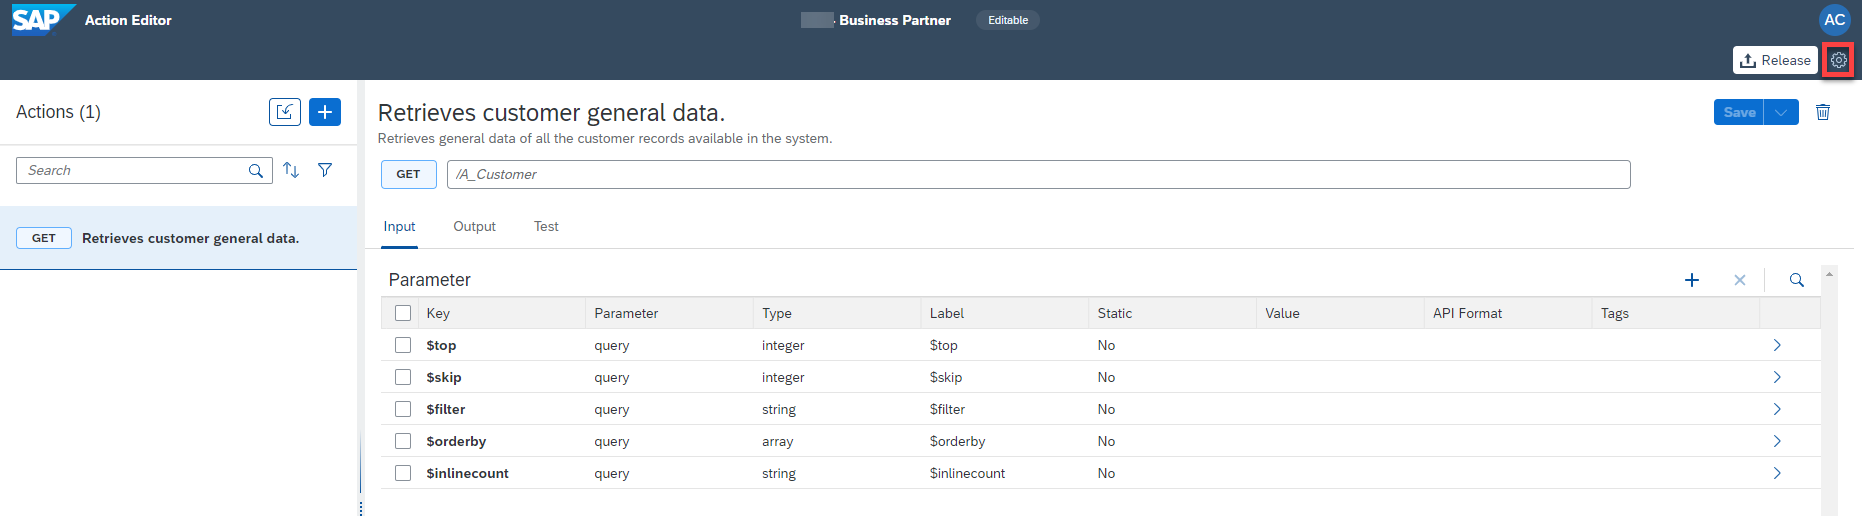 SAP Action Editor
- Business Partner Editable
AC
Release
Actions (1)
Search
GET Retrieves customer general data.
Retrieves customer general data.
Save
Retrieves general data of all the customer records available in the system.
GET /A_Customer
Input Output Test
Parameter
Key Parameter Type Label Static Value API Format Tags
$top query integer $top No
$skip query integer $skip No
$filter query string $filter No
$orderby query array $orderby No
$inlinecount query string $inlinecount No